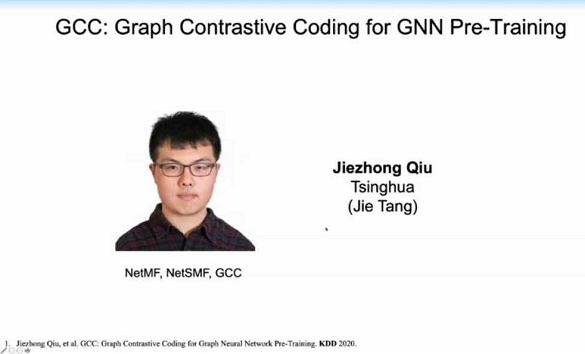 GCC: Graph Contrastive Coding for GNN Pre-Training
Jiezhong Qiu
Tsinghua
(Jie Tang)
NetMF, NetSMF, GCC
1. Jiezhong Qiu, et al. GCC: Graph Contrastive Coding for Graph Neural Network Pre-Training. KDD 2020.